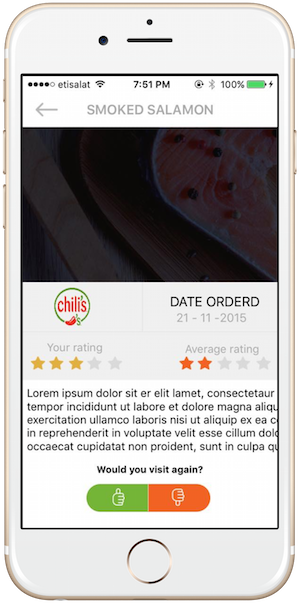 etisalat 7:51 PM 100%
SMOKED SALAMON
chili's
's
DATE ORDERD
21 - 11 -2015
Your rating
Average rating
Lorem ipsum dolor sit er elit lamet, consectetur
tempor incididunt ut labore et dolore magna aliqu
exercitation ullamco laboris nisi ut aliquip ex ea co
in reprehenderit in voluptate velit esse cillum dolo
occaecat cupidatat non proident, sunt in culpa qu
Would you visit again?